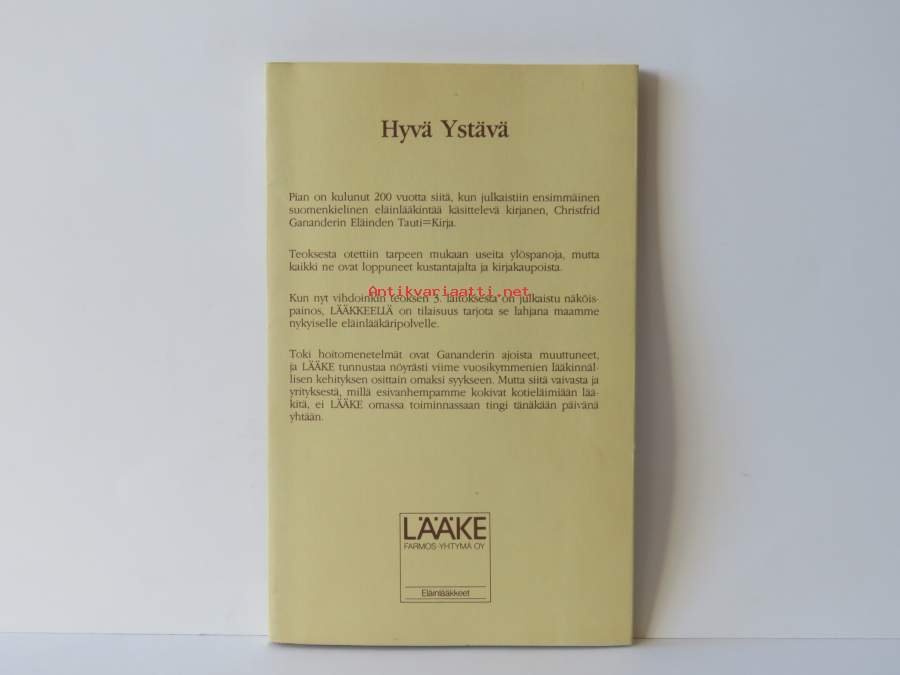 Hyvä Ystävä
Pian on kulunut 200 vuotta siitä, kun julkaistiin ensimmäinen
suomenkielinen eläinlääkintää käsittelevä kirjanen, Christfrid
Gananderin Eläinden Tauti=Kirja.
Teoksesta otettiin tarpeen mukaan useita ylöspanoja, mutta
kaikki ne ovat loppuneet kustantajalta ja kirjakaupoista.
Antikvariaatti.net
Kun nyt vihdoinkin teoksen 3. laitoksesta on julkaistu näköis-
painos, LÄÄKKEELLÄ on tilaisuus tarjota se lahjana maamme
nykyiselle eläinlääkäripolvelle.
Toki hoitomenetelmät ovat Gananderin ajoista muuttuneet,
ja LÄÄKE tunnustaa nöyrästi viime vuosikymmenien lääkinnäl-
lisen kehityksen osittain omaksi syykseen. Mutta siitä vaivasta ja
yrityksestä, millä esivanhempamme kokivat kotieläimiään lää-
kitä, ei LÄÄKE omassa toiminnassaan tingi tänäkään päivänä
yhtään.
LÄÄKE
FARMOS-YHTYMÄ OY
Eläinlääkkeet